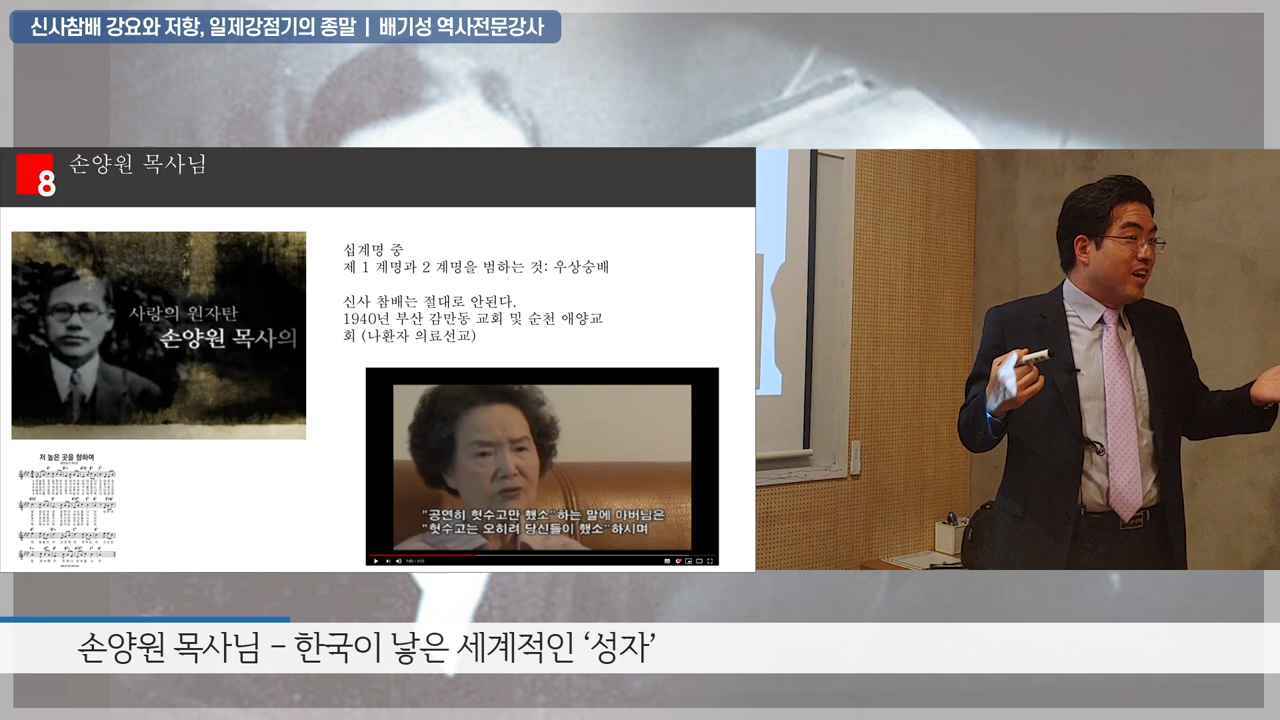 신사참배 강요와 저항, 일제강점기의 종말 | 배기성 역사전문강사
8
손양원 목사님
사랑의 원자탄
손양원 목사의
십계명 중
제 1 계명과 2 계명을 범하는 것: 우상숭배
신사 참배는 절대로 안된다.
1940년 부산 감만동 교회 및 순천 애양교
회 (나환자 의료선교)
저 높은 곳을 향하여
"공연히 헛수고만 했소"하는 말에 아버님은
"헛수고는 오히려 당신들이 했소"하시며
손양원 목사님 - 한국이 낳은 세계적인 ‘성자’